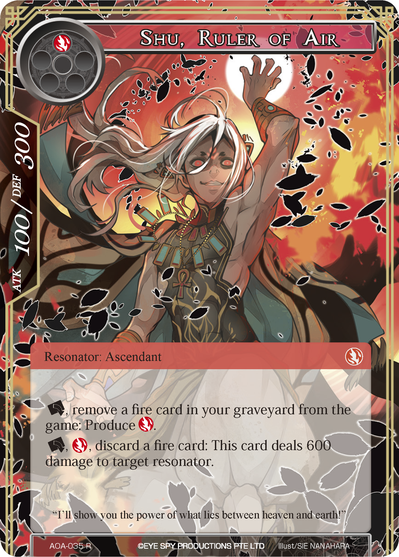 SHU, RULER OF AIR
ATK 100 / DEF 300
Resonator: Ascendant
, remove a fire card in your graveyard from the
game: Produce .
, , discard a fire card: This card deals 600
damage to target resonator.
"I'll show you the power of what lies between heaven and earth!"
AOA-035 R ©EYE SPY PRODUCTIONS PTE LTD Illust/SIE NANAHARA